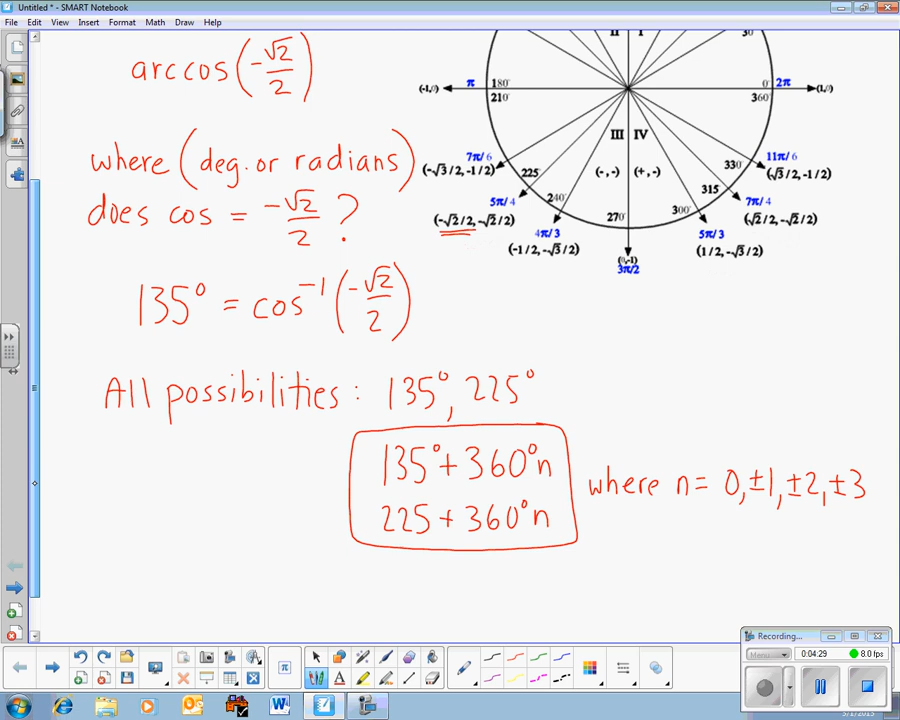 Untitled * - SMART Notebook
File Edit View Insert Format Math Draw Help
arccos(-√2/2)
where (deg. or radians)
does cos = -√2/2 ?
135° = cos⁻¹(-√2/2)
All possibilities: 135°, 225°
135° + 360°n
225 + 360°n
where n = 0, ±1, ±2, ±3
II I
30
(-1,0) π 180° 0° 2π (1,0)
210° 360°
III IV
(-,-) (+,-)
7π/6
(-√3/2, -1/2)
225
5π/4
(-√2/2, -√2/2)
240°
4π/3
(-1/2, -√3/2)
270°
(0,-1)
3π/2
300°
5π/3
(1/2, -√3/2)
315
7π/4
(√2/2, -√2/2)
330°
11π/6
(√3/2, -1/2)
Recording...
Menu
0:04:29 8.0 fps